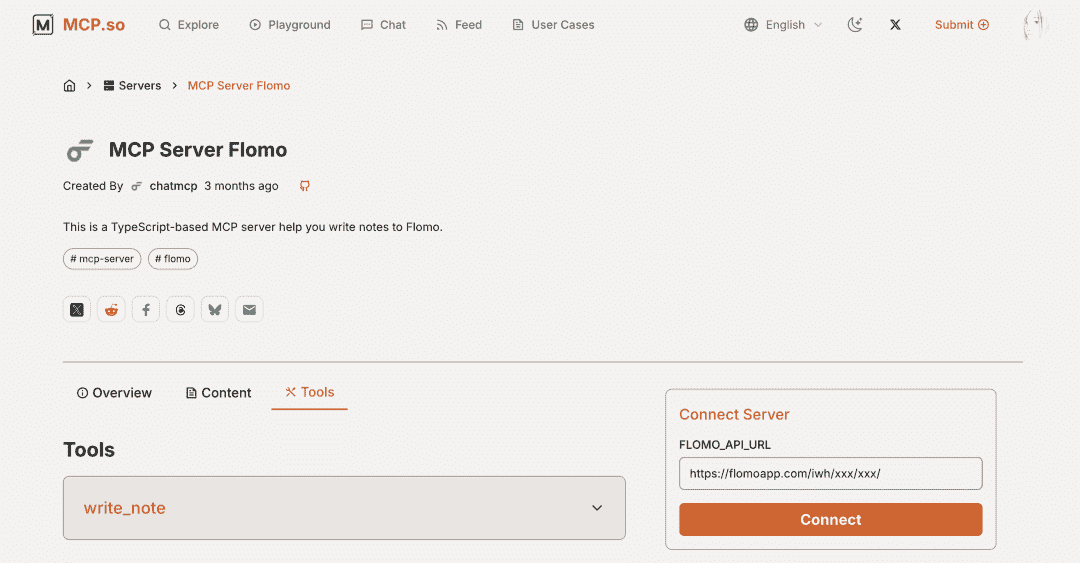 M MCP.so Explore Playground Chat Feed User Cases English X Submit
Servers MCP Server Flomo
MCP Server Flomo
Created By chatmcp 3 months ago
This is a TypeScript-based MCP server help you write notes to Flomo.
# mcp-server # flomo
Overview Content Tools
Connect Server
FLOMO_API_URL
https://flomoapp.com/iwh/xxx/xxx/
Connect
Tools
write_note